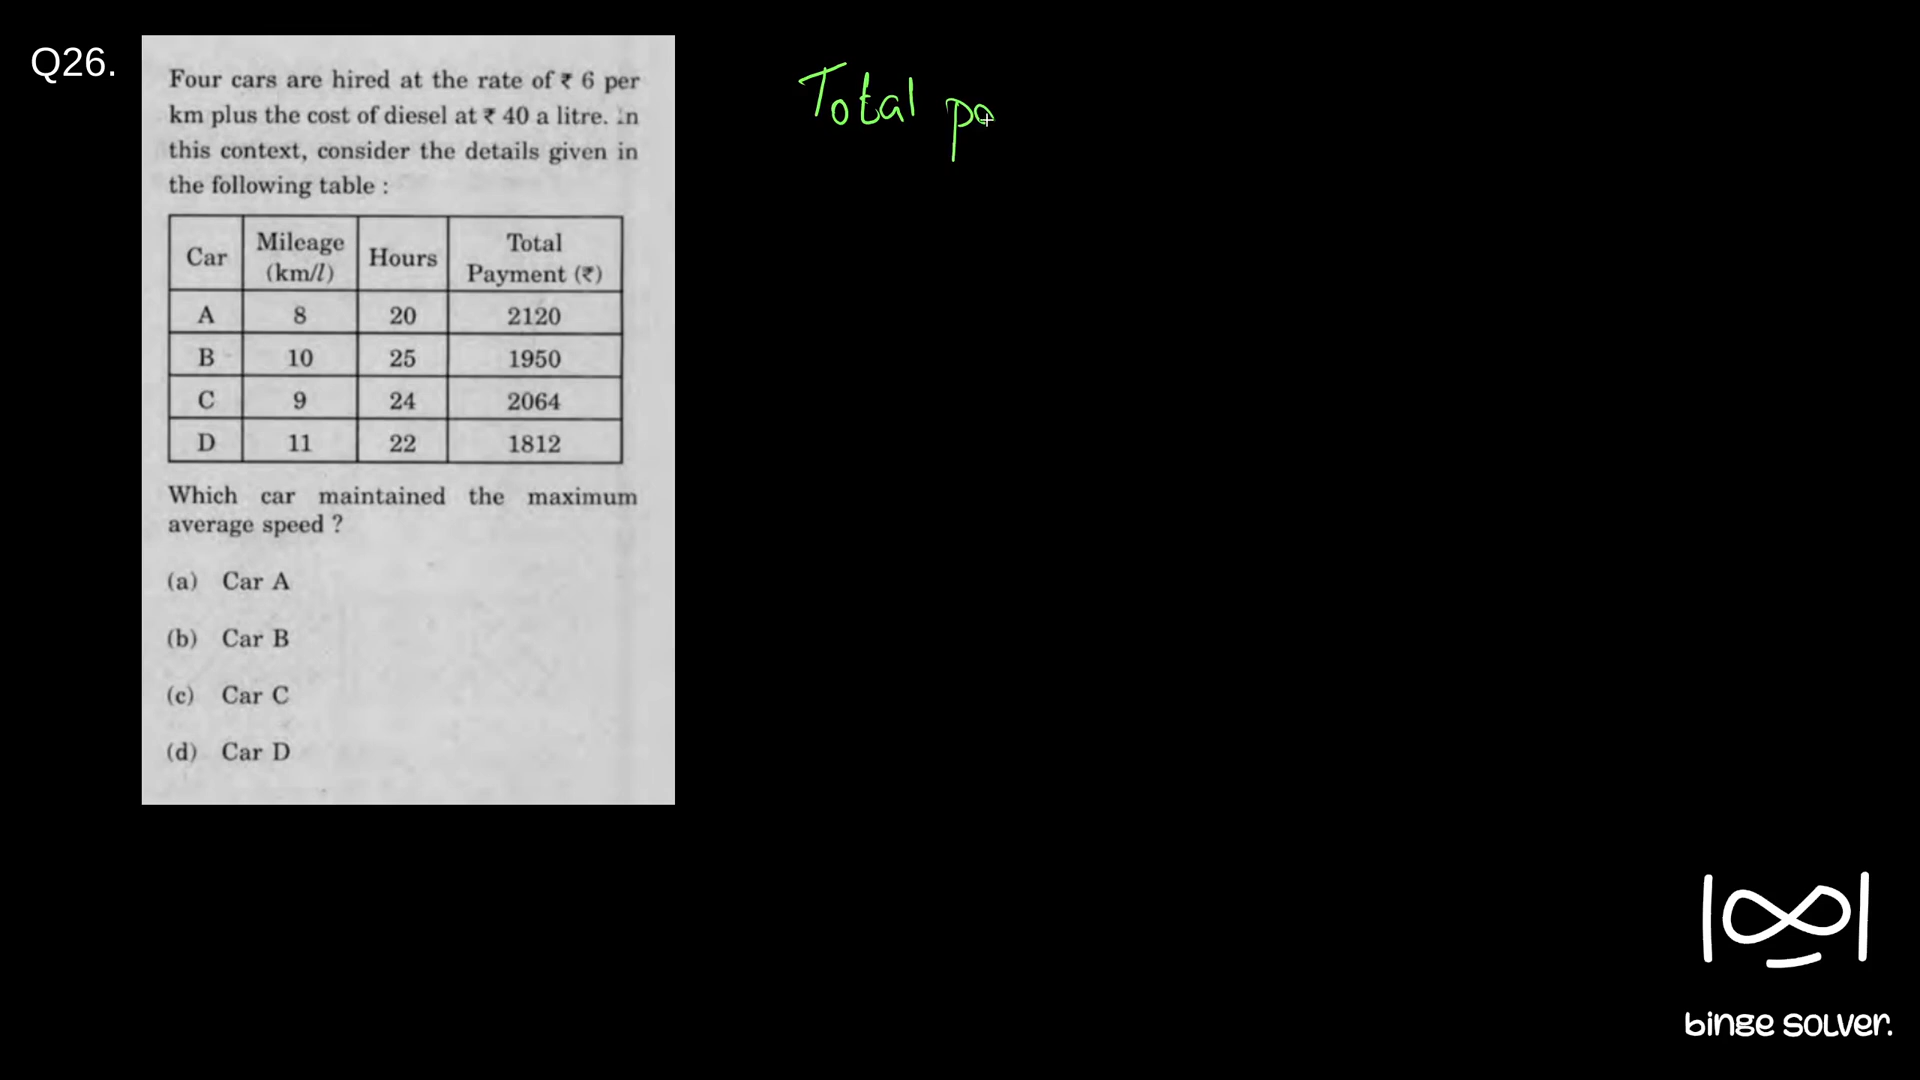 Q26.
Four cars are hired at the rate of ₹ 6 per
km plus the cost of diesel at ₹ 40 a litre. In
this context, consider the details given in
the following table :
Car Mileage (km/l) Hours Total Payment (₹)
A 8 20 2120
B 10 25 1950
C 9 24 2064
D 11 22 1812
Which car maintained the maximum
average speed ?
(a) Car A
(b) Car B
(c) Car C
(d) Car D
Total pa
binge solver.